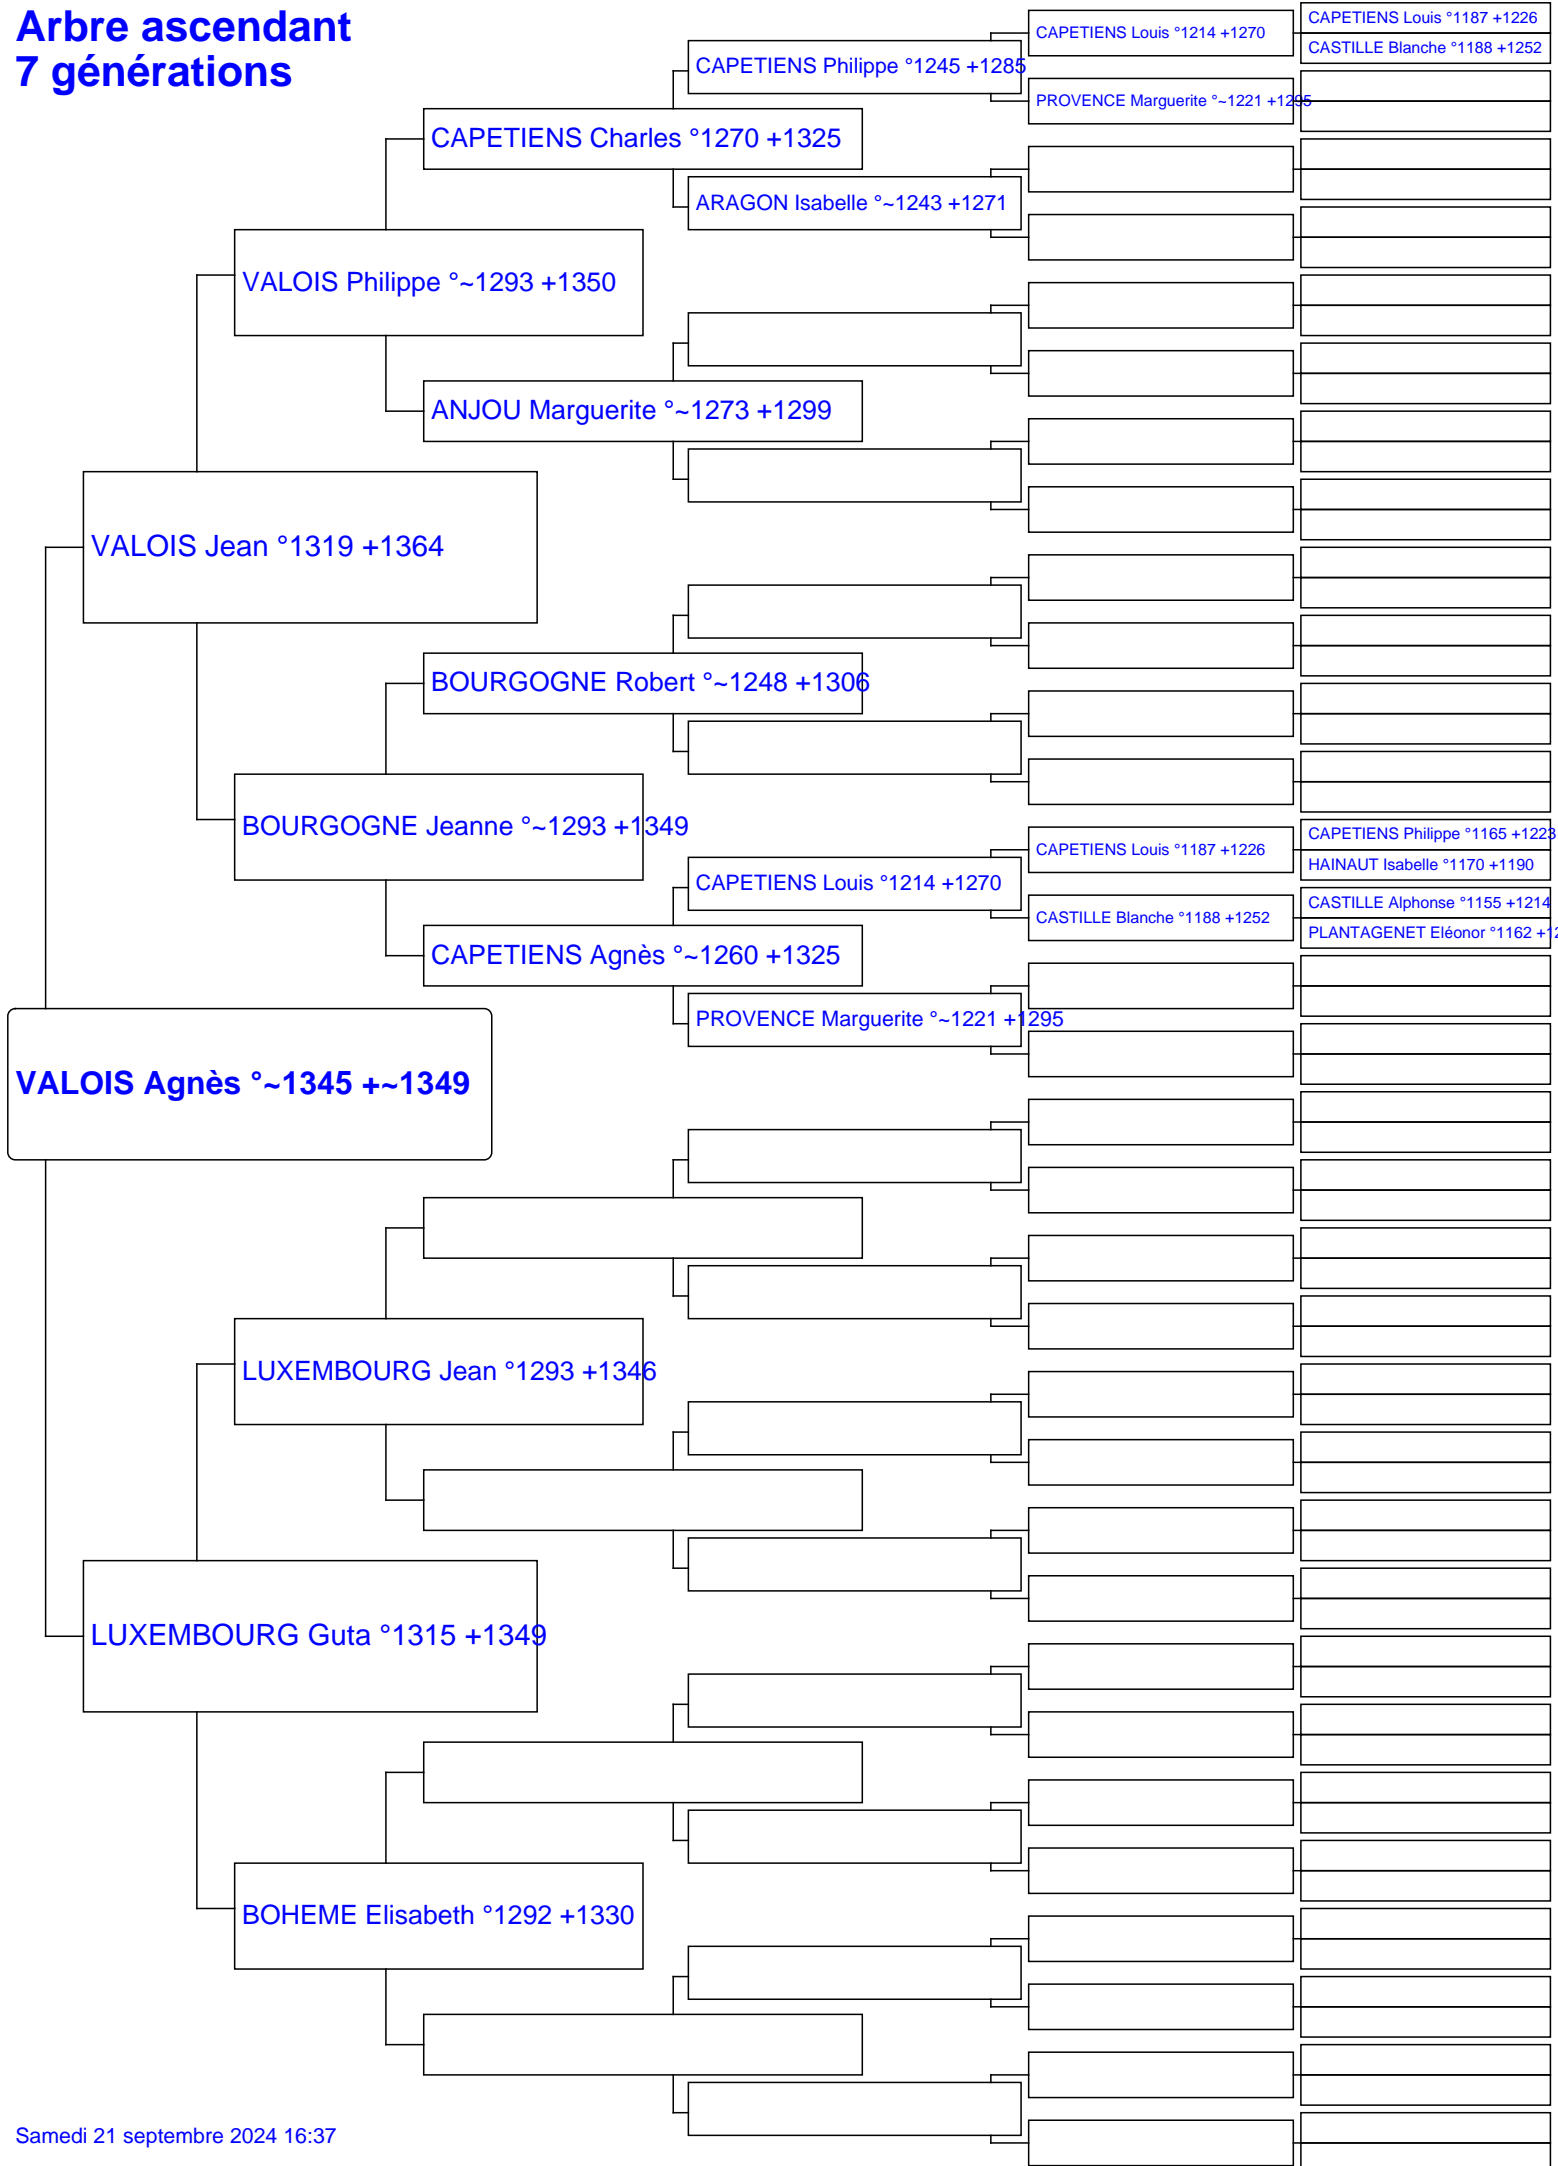 Arbre ascendant
7 générations
CAPETIENS Louis °1187 +1226
CAPETIENS Louis °1214 +1270
CASTILLE Blanche °1188 +1252
CAPETIENS Philippe °1245 +1285
PROVENCE Marguerite °~1221 +1295
CAPETIENS Charles °1270 +1325
ARAGON Isabelle °~1243 +1271
VALOIS Philippe °~1293 +1350
ANJOU Marguerite °~1273 +1299
VALOIS Jean °1319 +1364
BOURGOGNE Robert °~1248 +1306
BOURGOGNE Jeanne °~1293 +1349
CAPETIENS Philippe °1165 +1223
CAPETIENS Louis °1187 +1226
HAINAUT Isabelle °1170 +1190
CAPETIENS Louis °1214 +1270
CASTILLE Alphonse °1155 +1214
CASTILLE Blanche °1188 +1252
PLANTAGENET Eléonor °1162
CAPETIENS Agnès °~1260 +1325
PROVENCE Marguerite °~1221 +1295
VALOIS Agnès °~1345 +~1349
LUXEMBOURG Jean °1293 +1346
LUXEMBOURG Guta °1315 +1349
BOHEME Elisabeth °1292 +1330
Samedi 21 septembre 2024 16:37